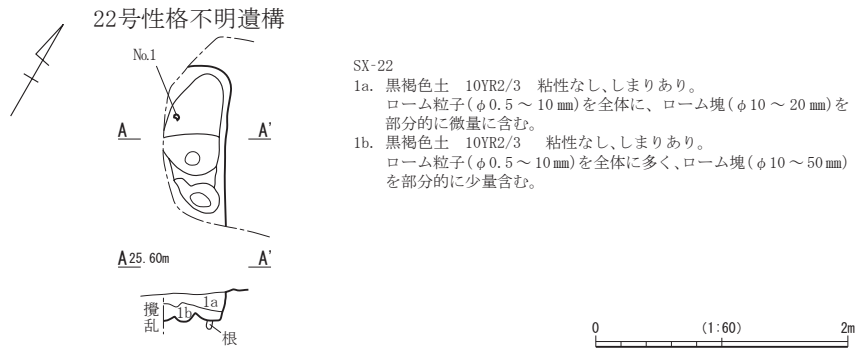 22号性格不明遺構
No.1
A A'
A 25.60m A'
1a
1b
攪乱
根
SX-22
1a. 黒褐色土 10YR2/3 粘性なし、しまりあり。
ローム粒子(φ0.5～10㎜)を全体に、ローム塊(φ10～20㎜)を
部分的に微量に含む。
1b. 黒褐色土 10YR2/3 粘性なし、しまりあり。
ローム粒子(φ0.5～10㎜)を全体に多く、ローム塊(φ10～50㎜)
を部分的に少量含む。
0 (1:60) 2m